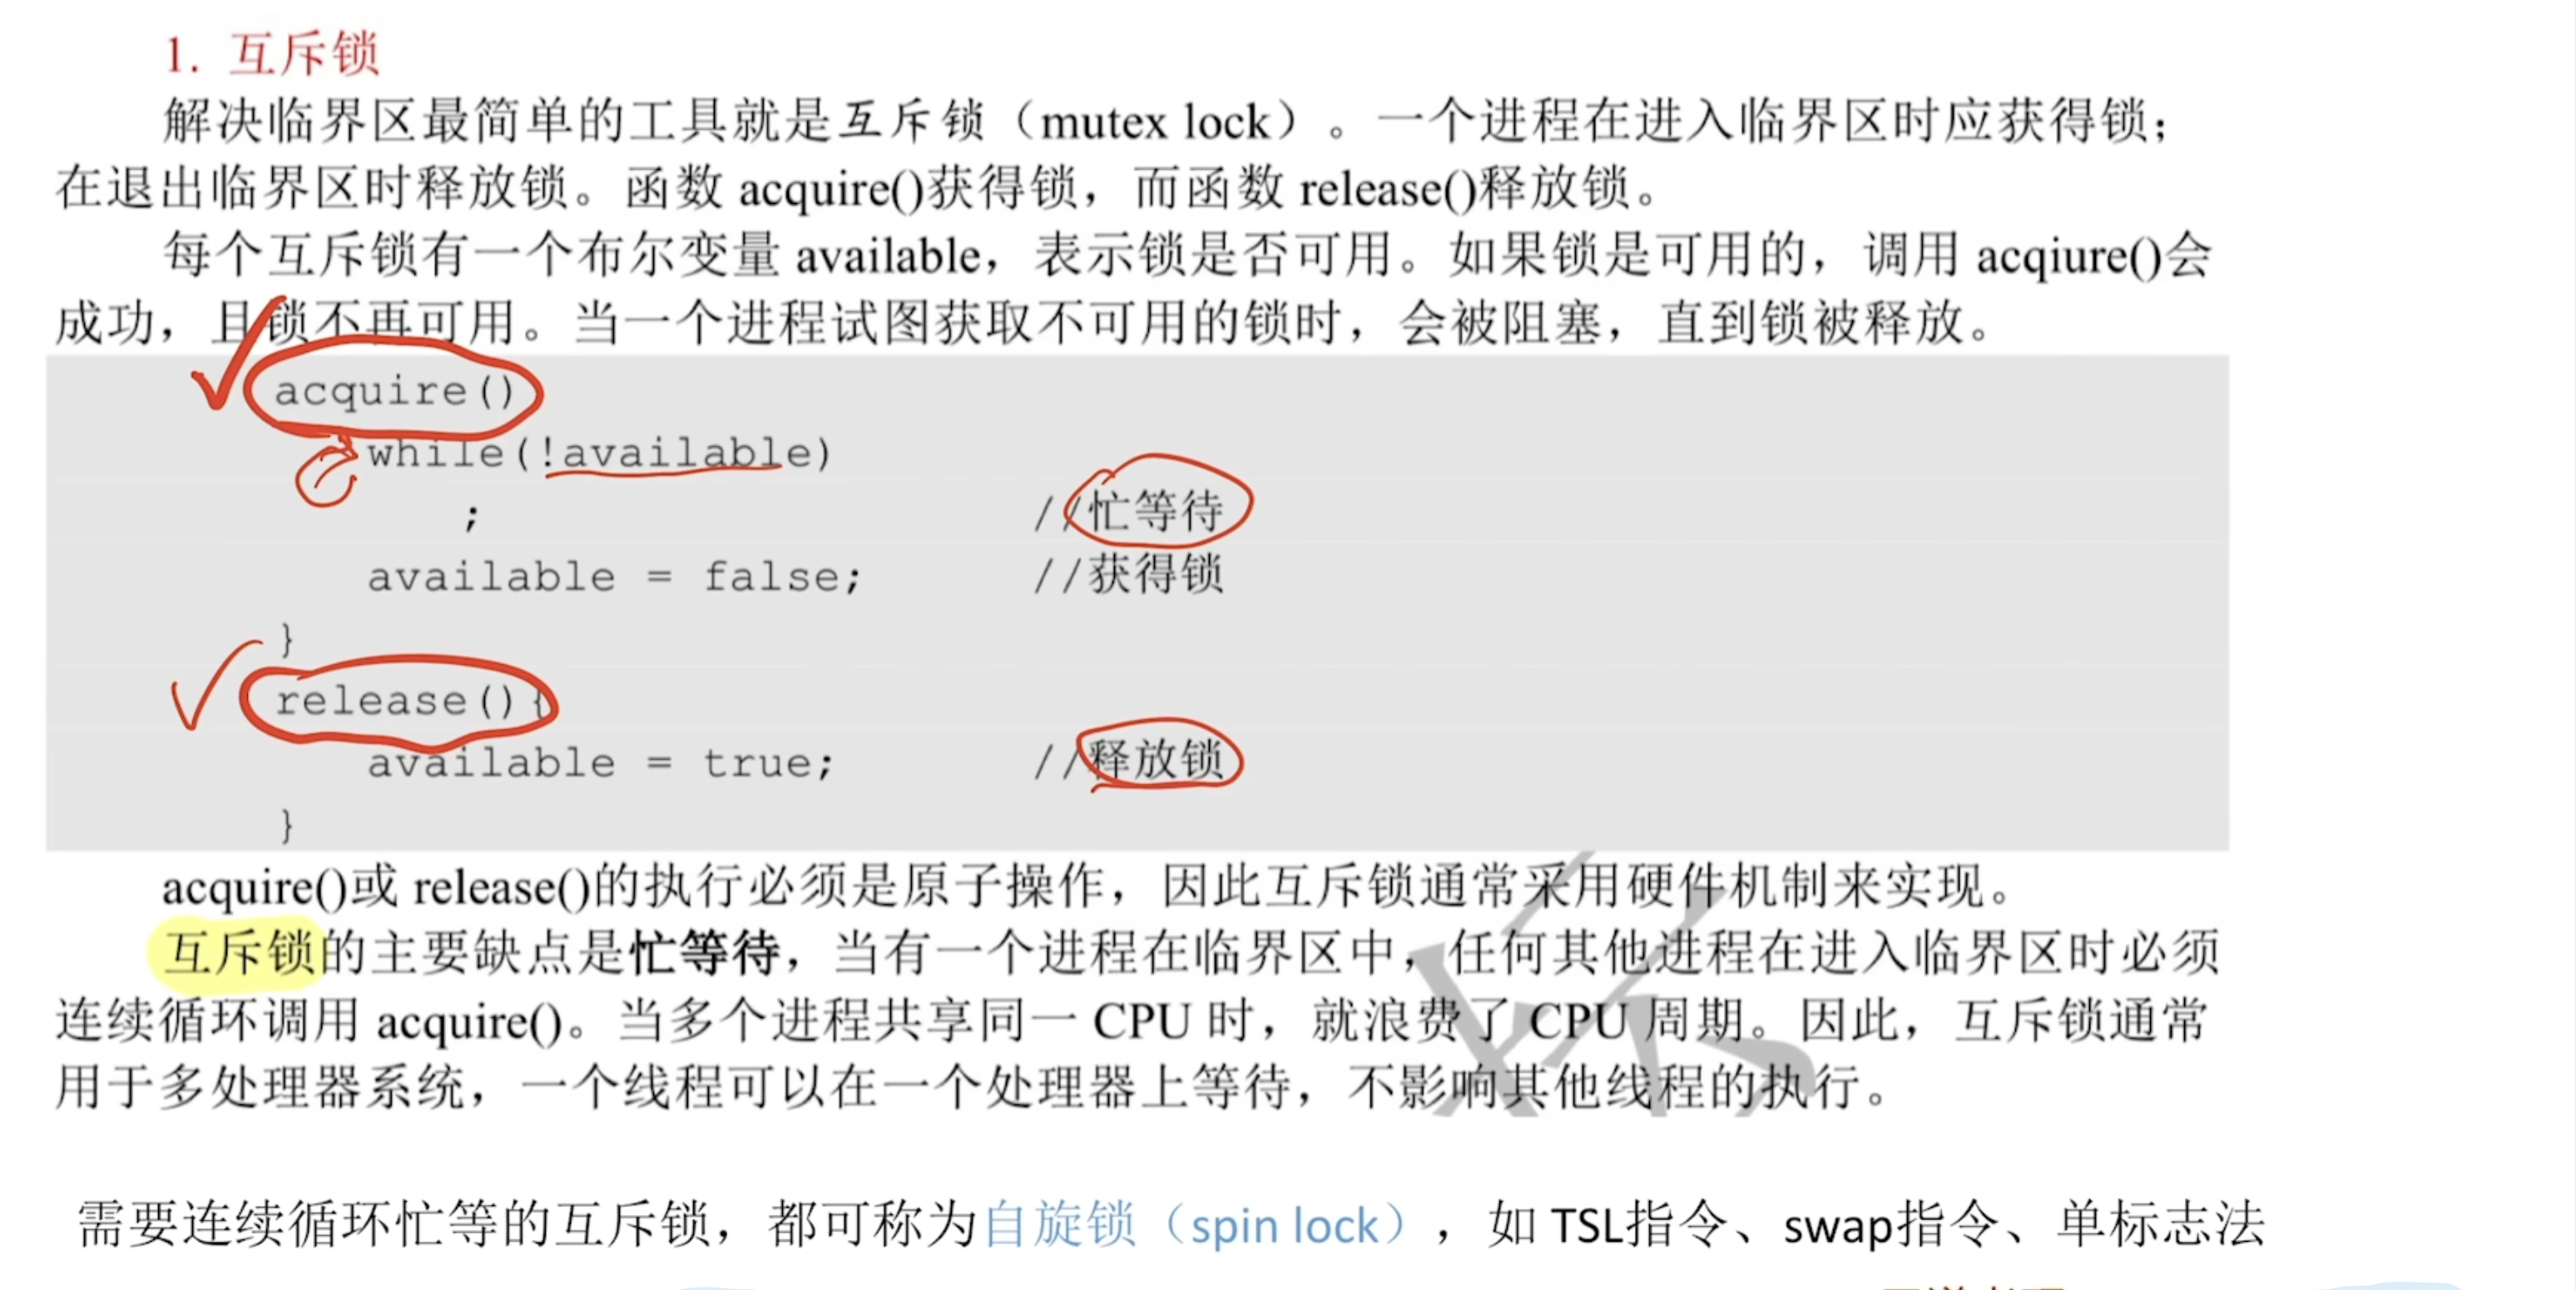 1. 互斥锁
解决临界区最简单的工具就是互斥锁（mutex lock）。一个进程在进入临界区时应获得锁；
在退出临界区时释放锁。函数 acquire()获得锁，而函数 release()释放锁。
每个互斥锁有一个布尔变量 available，表示锁是否可用。如果锁是可用的，调用 acqiure()会
成功，且锁不再可用。当一个进程试图获取不可用的锁时，会被阻塞，直到锁被释放。
acquire()
while(!available)
; //忙等待
available = false; //获得锁
}
release(){
available = true; //释放锁
}
acquire()或 release()的执行必须是原子操作，因此互斥锁通常采用硬件机制来实现。
互斥锁的主要缺点是忙等待，当有一个进程在临界区中，任何其他进程在进入临界区时必须
连续循环调用 acquire()。当多个进程共享同一 CPU 时，就浪费了 CPU 周期。因此，互斥锁通常
用于多处理器系统，一个线程可以在一个处理器上等待，不影响其他线程的执行。
需要连续循环忙等的互斥锁，都可称为自旋锁（spin lock），如 TSL指令、swap指令、单标志法